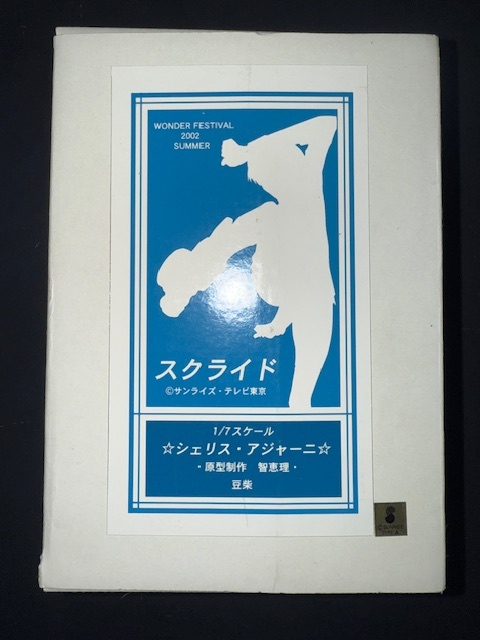 WONDER FESTIVAL
2002
SUMMER
スクライド
©サンライズ・テレビ東京
1/7スケール
☆シェリス・アジャーニ☆
・原型制作 智恵理・
豆柴